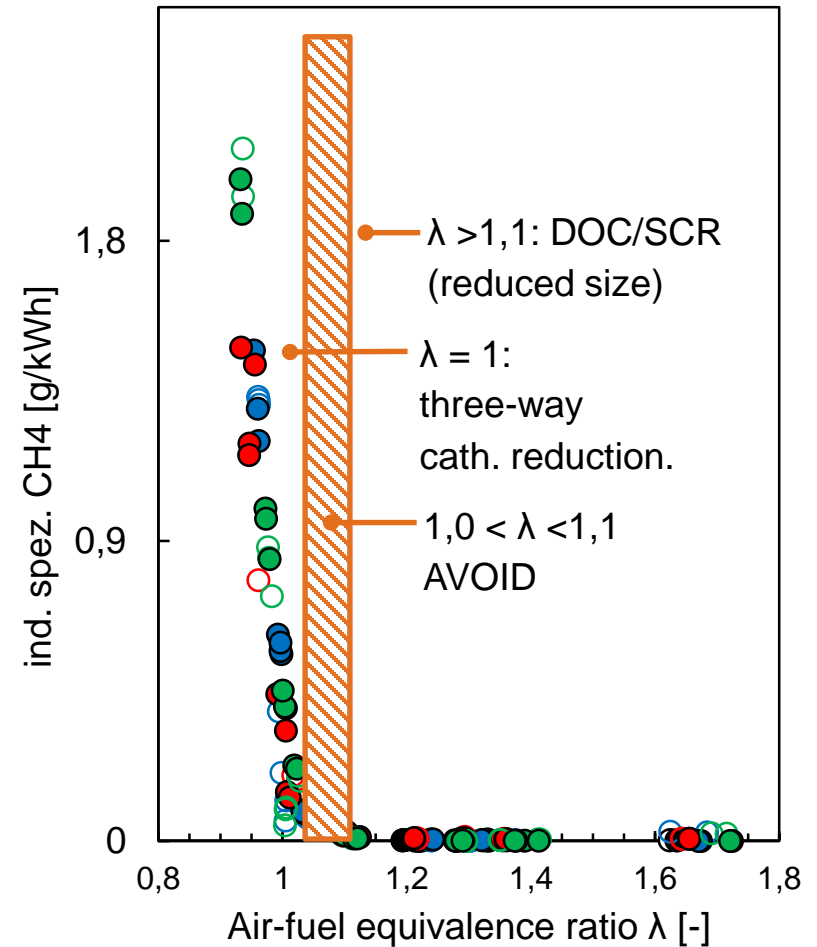 ind. spez. CH4 [g/kWh]
1,8
0,9
0
λ >1,1: DOC/SCR
(reduced size)
λ = 1:
three-way
cath. reduction.
1,0 < λ <1,1
AVOID
0,8
1
1,2
1,4
1,6
1,8
Air-fuel equivalence ratio λ [-]